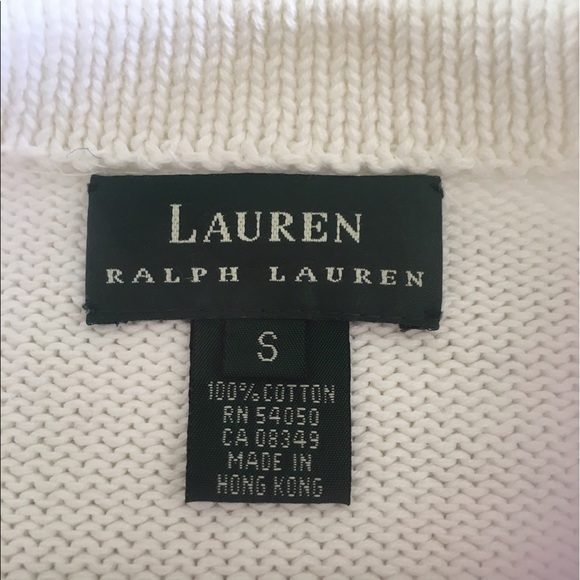 LAUREN
RALPH LAUREN
S
100% COTTON
RN 54050
CA 08349
MADE IN
HONG KONG